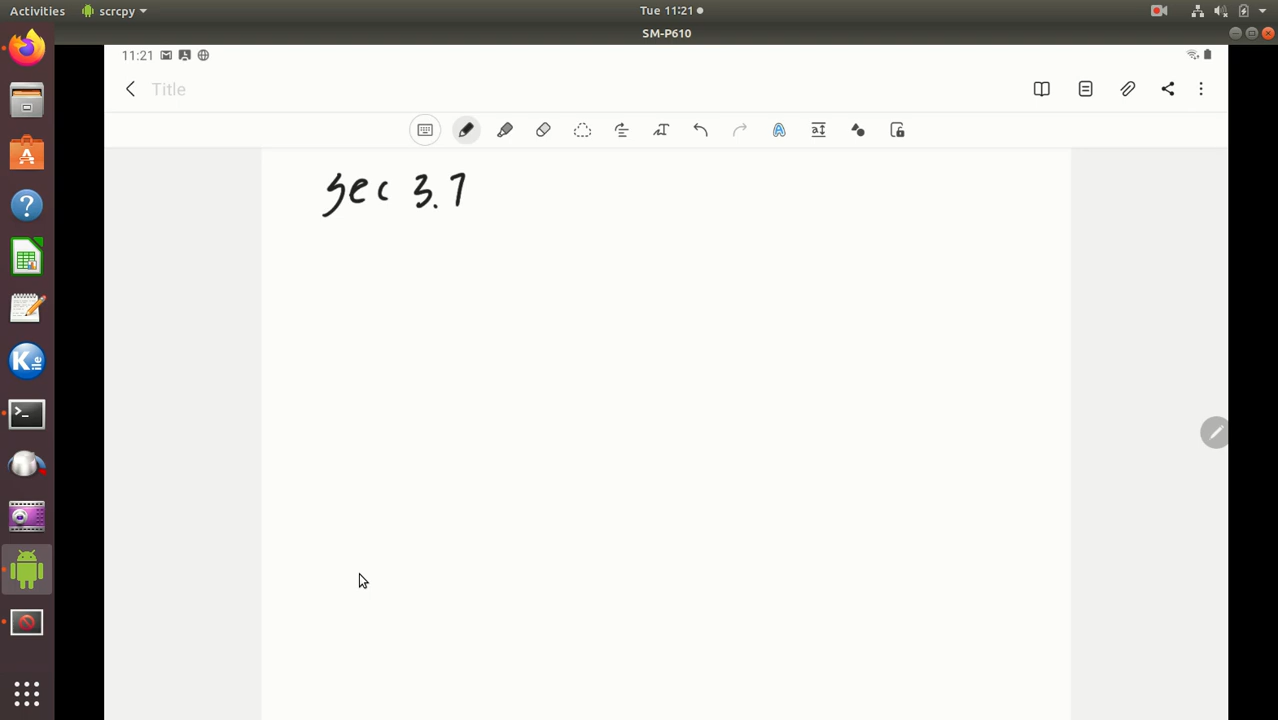 Activities scrcpy Tue 11:21
SM-P610
11:21
Title
sec 3.7